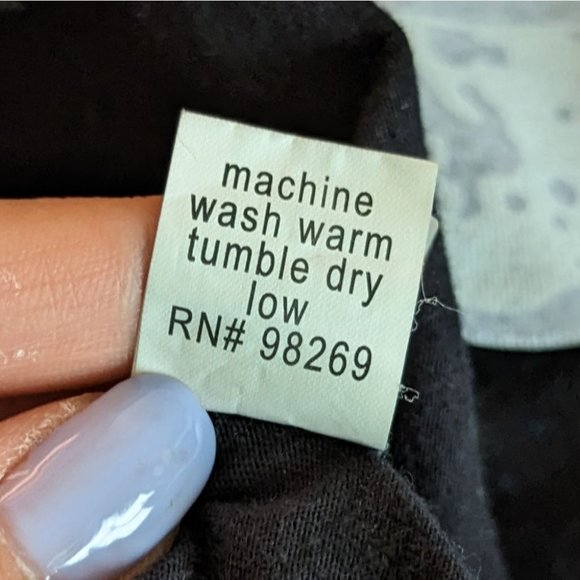 machine
wash warm
tumble dry
low
RN# 98269